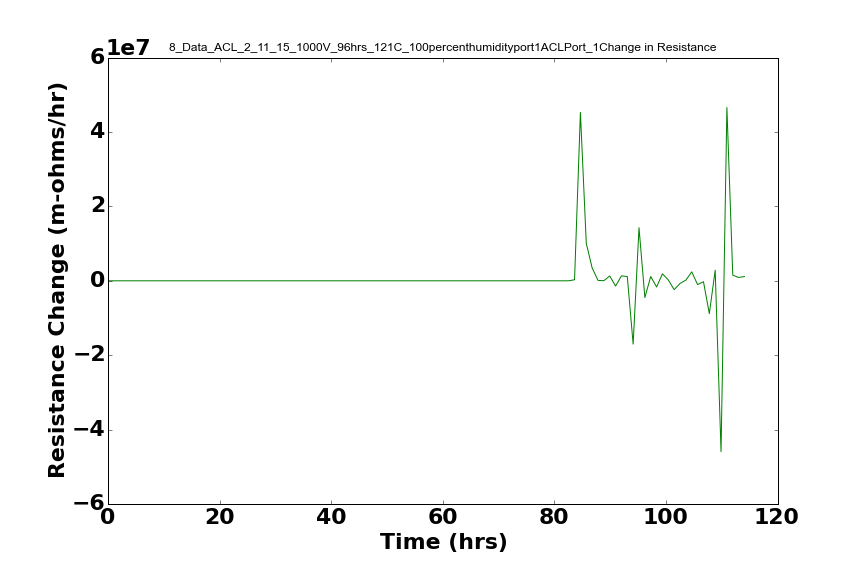 8_Data_ACL_2_11_15_1000V_96hrs_121C_100percenthumidityport1ACLPort_1Change in Resistance
1e7
6
4
2
0
−2
−4
−6
Resistance Change (m-ohms/hr)
0 20 40 60 80 100 120
Time (hrs)